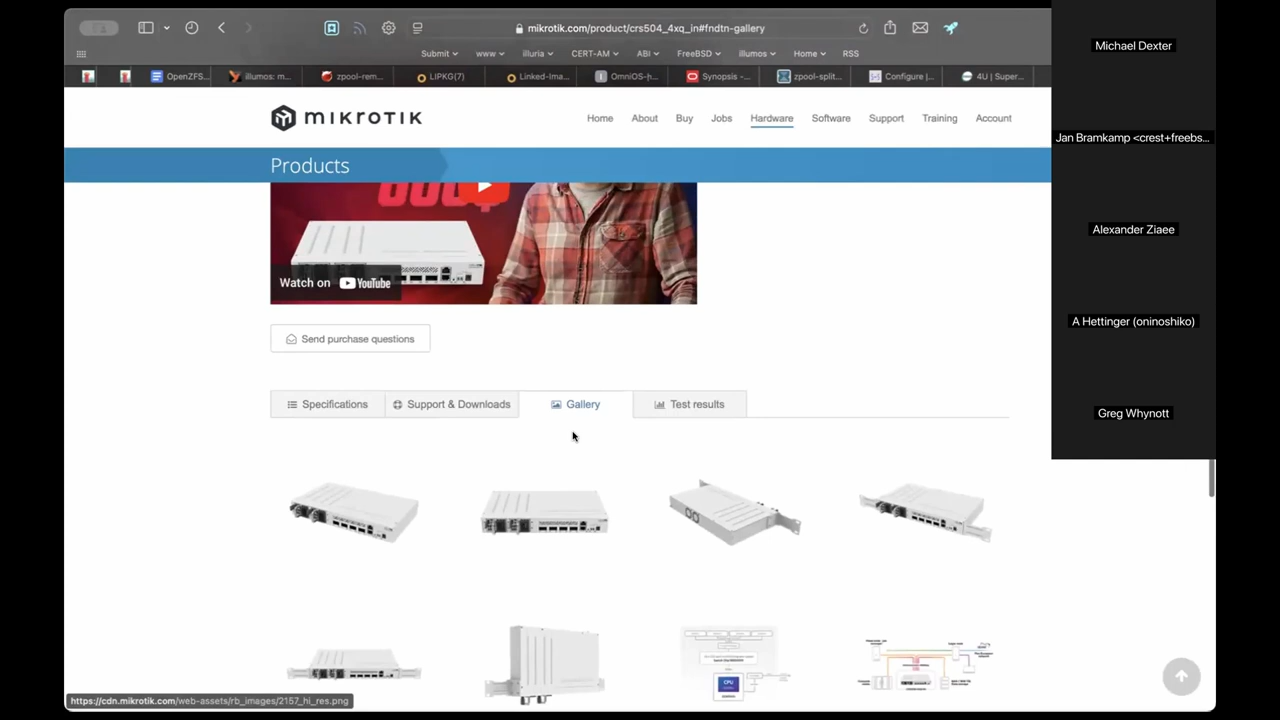 mikrotik.com/product/crs504_4xq_in#fndtn-gallery
Submit www illuria CERT-AM ABI FreeBSD illumos Home RSS
OpenZFS... illumos: m... zpool-rem... LIPKG(7) Linked-Ima... OmniOS-h... Synopsis -... zpool-split... Configure |... 4U | Super...
MikroTik
Home About Buy Jobs Hardware Software Support Training Account
Products
Watch on YouTube
Send purchase questions
Specifications Support & Downloads Gallery Test results
CPU
https://cdn.mikrotik.com/web-assets/rb_images/2157_hi_res.png
Michael Dexter
Jan Bramkamp <crest+freebs...
Alexander Ziaee
A Hettinger (oninoshiko)
Greg Whynott